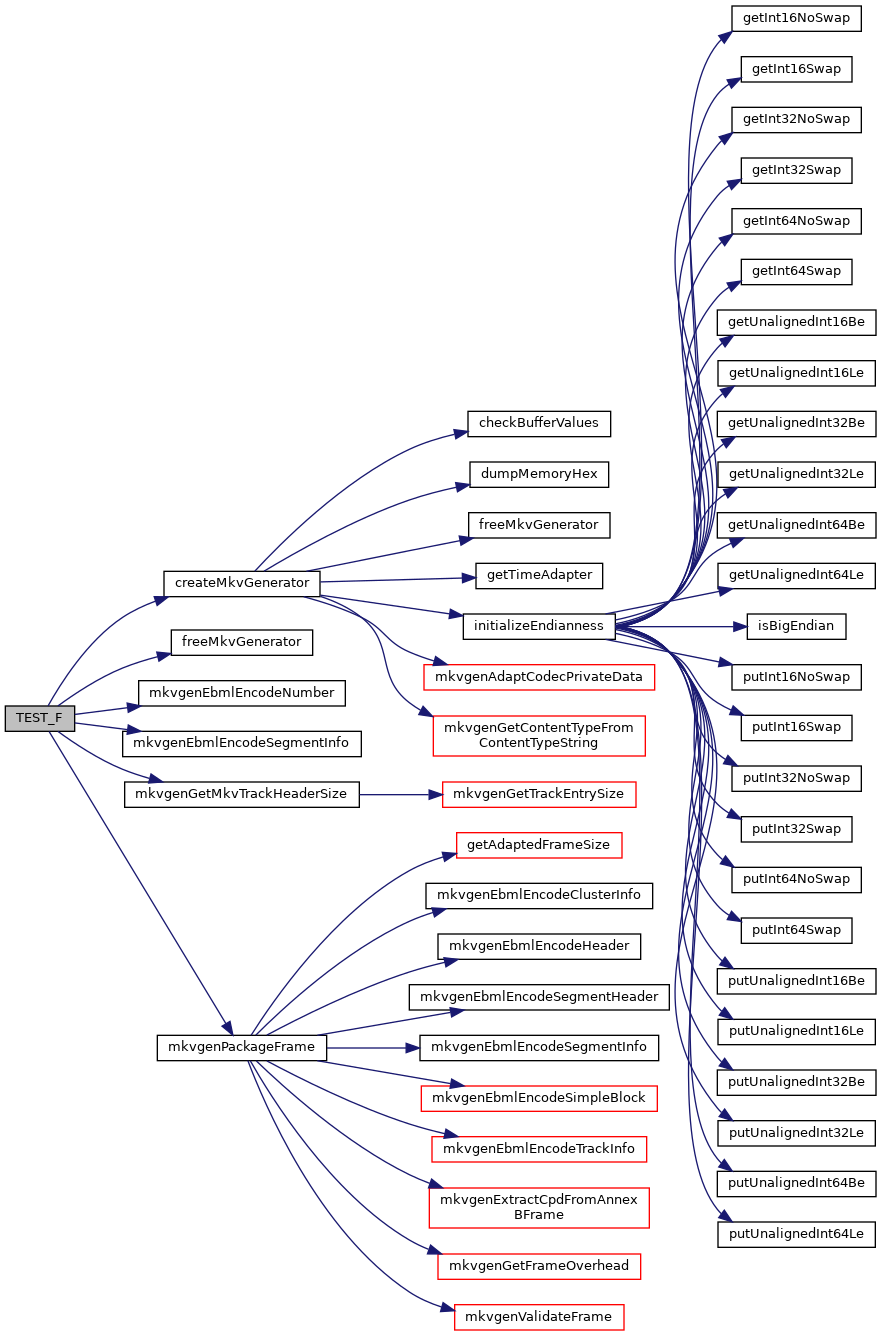 getInt16NoSwap
getInt16Swap
getInt32NoSwap
getInt32Swap
getInt64NoSwap
getInt64Swap
getUnalignedInt16Be
getUnalignedInt16Le
getUnalignedInt32Be
getUnalignedInt32Le
getUnalignedInt64Be
getUnalignedInt64Le
isBigEndian
putInt16NoSwap
putInt16Swap
putInt32NoSwap
putInt32Swap
putInt64NoSwap
putInt64Swap
putUnalignedInt16Be
putUnalignedInt16Le
putUnalignedInt32Be
putUnalignedInt32Le
putUnalignedInt64Be
putUnalignedInt64Le
checkBufferValues
dumpMemoryHex
freeMkvGenerator
getTimeAdapter
initializeEndianness
mkvgenAdaptCodecPrivateData
mkvgenGetContentTypeFrom
ContentTypeString
mkvgenGetTrackEntrySize
getAdaptedFrameSize
mkvgenEbmlEncodeClusterInfo
mkvgenEbmlEncodeHeader
mkvgenEbmlEncodeSegmentHeader
mkvgenEbmlEncodeSegmentInfo
mkvgenEbmlEncodeSimpleBlock
mkvgenEbmlEncodeTrackInfo
mkvgenExtractCpdFromAnnex
BFrame
mkvgenGetFrameOverhead
mkvgenValidateFrame
createMkvGenerator
freeMkvGenerator
mkvgenEbmlEncodeNumber
mkvgenEbmlEncodeSegmentInfo
mkvgenGetMkvTrackHeaderSize
mkvgenPackageFrame
TEST_F